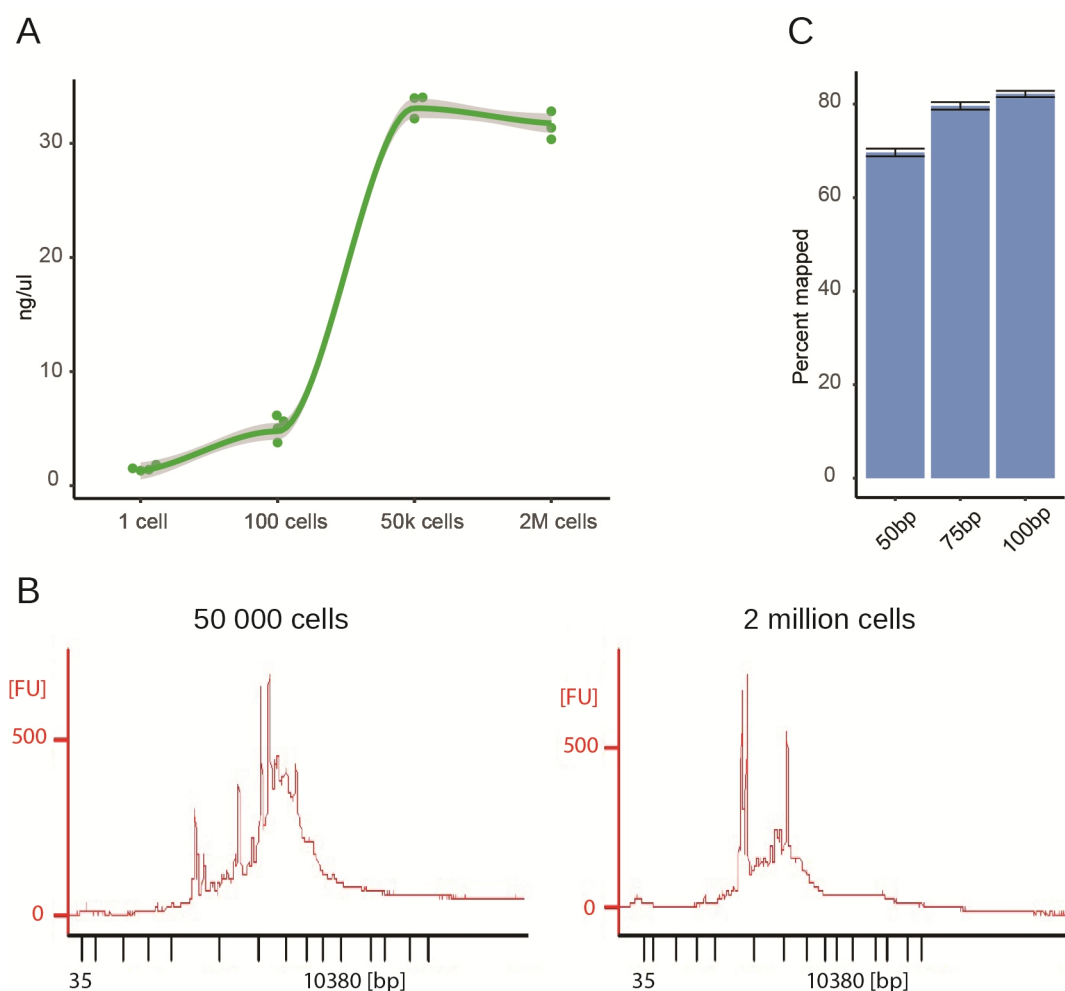 A
ng/ul
30
20
10
0
1 cell 100 cells 50k cells 2M cells
C
Percent mapped
80
60
40
20
0
50bp 75bp 100bp
B
50 000 cells
[FU]
500
0
35 10380 [bp]
2 million cells
[FU]
500
0
35 10380 [bp]